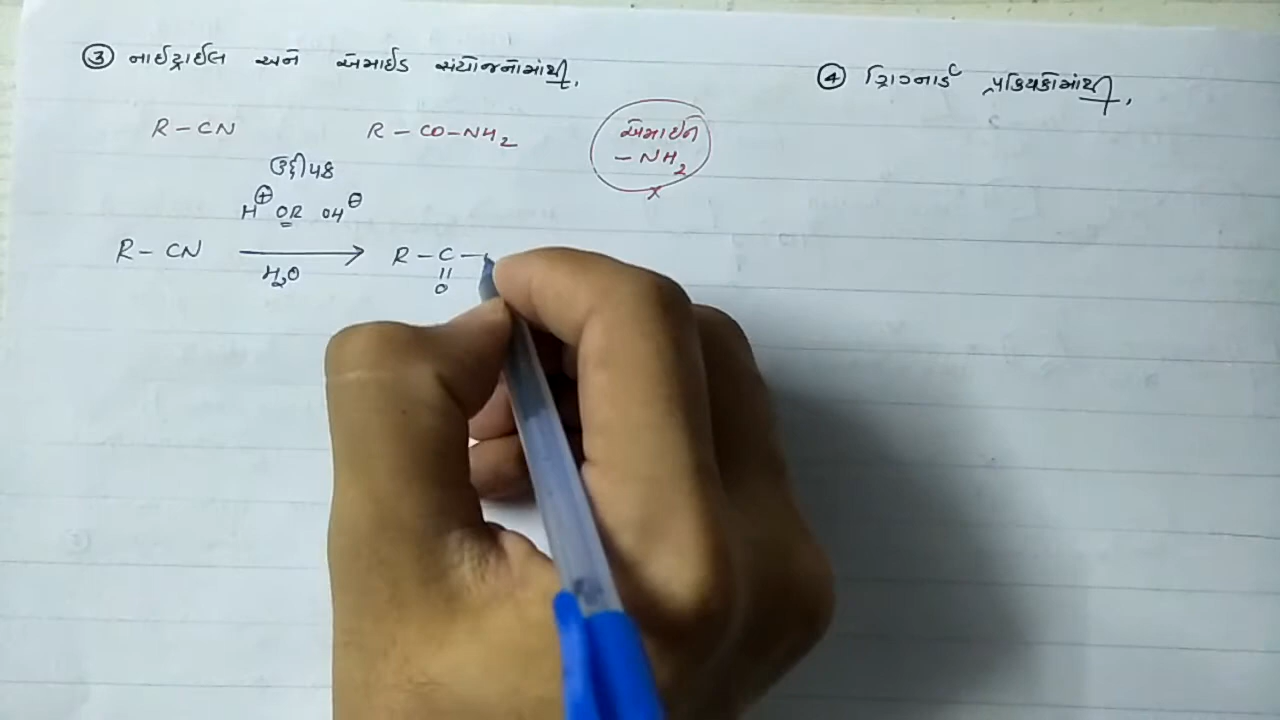 ③ નાઈટ્રાઈલ અને એમાઈડ સંયોજનોમાંથી.
R – CN R – CO – NH₂
એમાઈન
– NH₂
x
ઉદ્દીપક
H⊕ OR OH⊖
R – CN ⟶ R – C –
H₂O || 
O
④ ગ્રિગનાર્ડ પ્રક્રિયકોમાંથી.